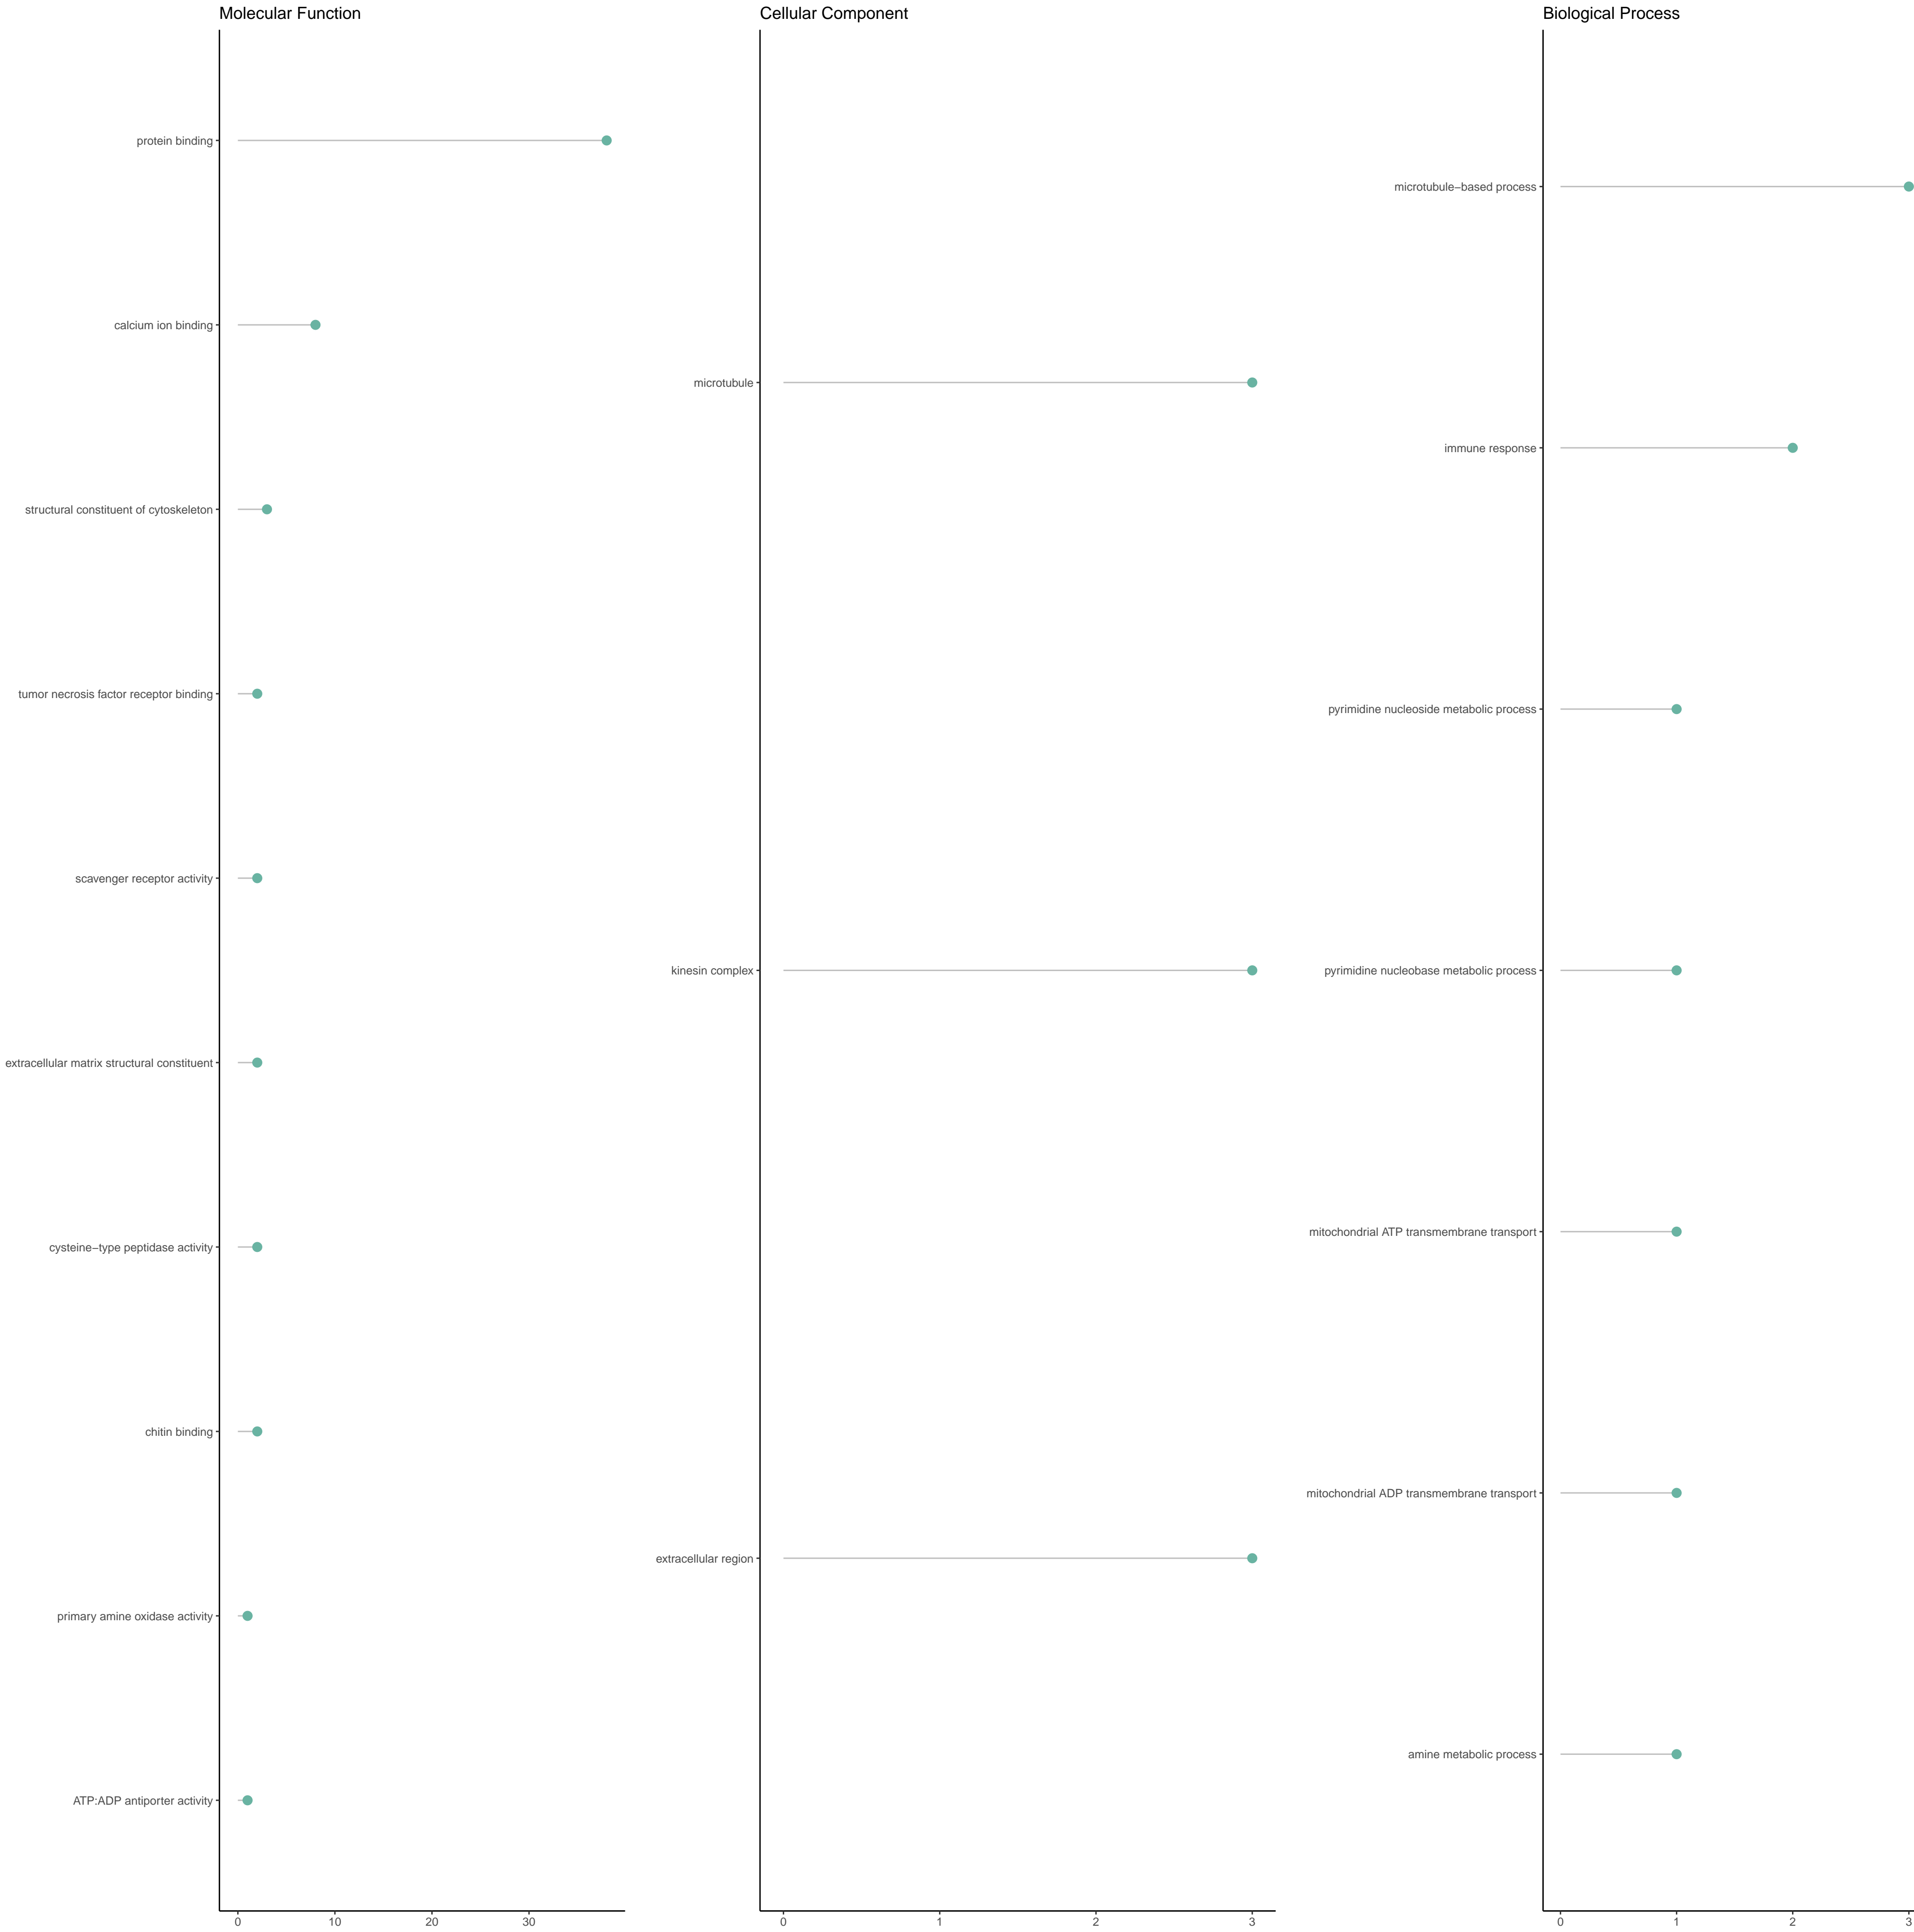 Molecular Function
protein binding
calcium ion binding
structural constituent of cytoskeleton
tumor necrosis factor receptor binding
scavenger receptor activity
extracellular matrix structural constituent
cysteine−type peptidase activity
chitin binding
primary amine oxidase activity
ATP:ADP antiporter activity
0 10 20 30
Cellular Component
microtubule
kinesin complex
extracellular region
0 1 2 3
Biological Process
microtubule−based process
immune response
pyrimidine nucleoside metabolic process
pyrimidine nucleobase metabolic process
mitochondrial ATP transmembrane transport
mitochondrial ADP transmembrane transport
amine metabolic process
0 1 2 3